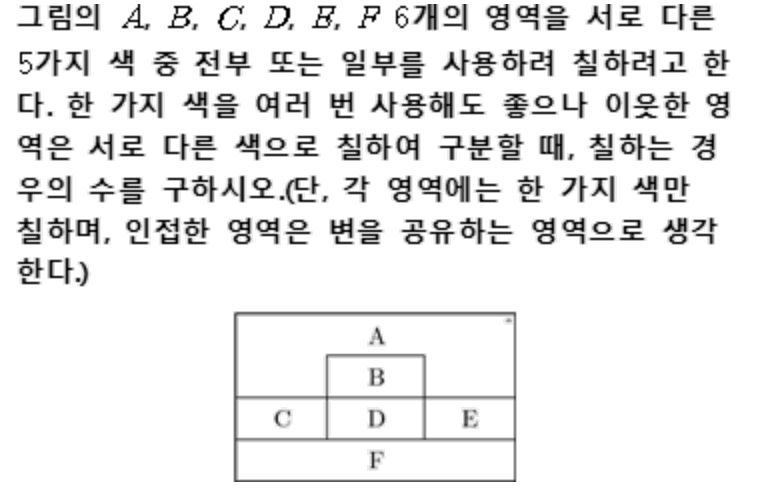 그림의 A, B, C, D, E, F 6개의 영역을 서로 다른
5가지 색 중 전부 또는 일부를 사용하려 칠하려고 한
다. 한 가지 색을 여러 번 사용해도 좋으나 이웃한 영
역은 서로 다른 색으로 칠하여 구분할 때, 칠하는 경
우의 수를 구하시오.(단, 각 영역에는 한 가지 색만
칠하며, 인접한 영역은 변을 공유하는 영역으로 생각
한다.)
A
B
C D E
F